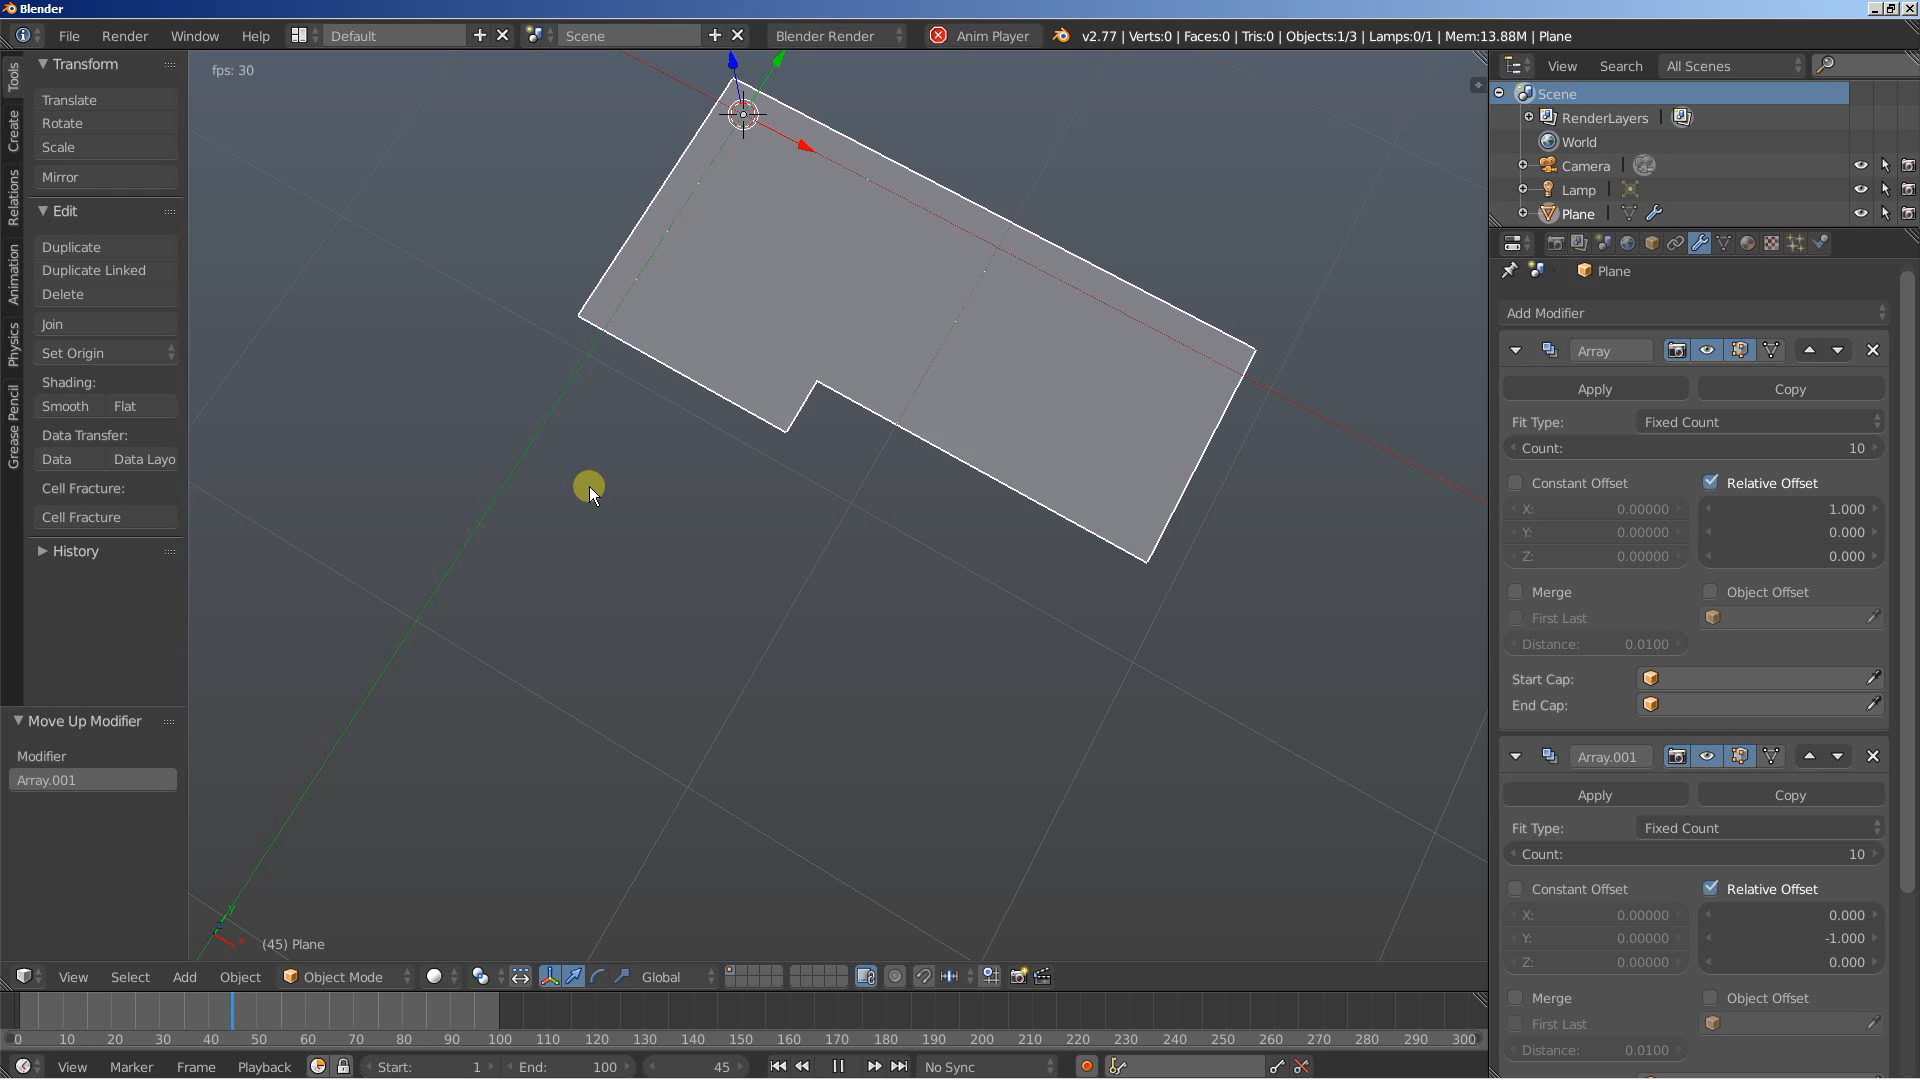 Blender
File Render Window Help Default Scene Blender Render Anim Player v2.77 | Verts:0 | Faces:0 | Tris:0 | Objects:1/3 | Lamps:0/1 | Mem:13.88M | Plane
Tools
Create
Relations
Animation
Physics
Grease Pencil
Transform
Translate
Rotate
Scale
Mirror
Edit
Duplicate
Duplicate Linked
Delete
Join
Set Origin
Shading:
Smooth Flat
Data Transfer:
Data Data Layo
Cell Fracture:
Cell Fracture
History
Move Up Modifier
Modifier
Array.001
fps: 30
y
x
(45) Plane
View Select Add Object Object Mode Global
0 10 20 30 40 50 60 70 80 90 100 110 120 130 140 150 160 170 180 190 200 210 220 230 240 250 260 270 280 290 300
View Marker Frame Playback Start: 1 End: 100 45 No Sync
View Search All Scenes
Scene
RenderLayers
World
Camera
Lamp
Plane
Plane
Add Modifier
Array
Apply Copy
Fit Type: Fixed Count
Count: 10
Constant Offset Relative Offset
X: 0.00000 1.000
Y: 0.00000 0.000
Z: 0.00000 0.000
Merge Object Offset
First Last
Distance: 0.0100
Start Cap:
End Cap:
Array.001
Apply Copy
Fit Type: Fixed Count
Count: 10
Constant Offset Relative Offset
X: 0.00000 0.000
Y: 0.00000 -1.000
Z: 0.00000 0.000
Merge Object Offset
First Last
Distance: 0.0100